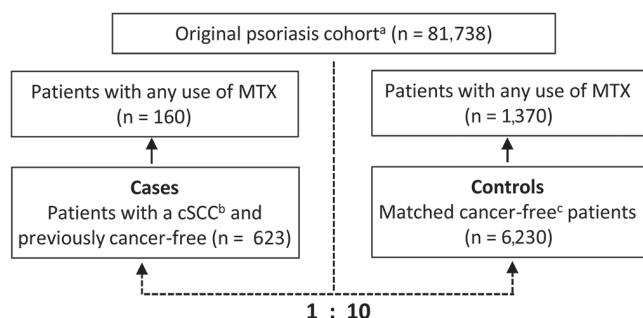 Original psoriasis cohortᵃ (n = 81,738)
Patients with any use of MTX
(n = 160)
Patients with any use of MTX
(n = 1,370)
Cases
Patients with a cSCCᵇ and
previously cancer-free (n = 623)
Controls
Matched cancer-freeᶜ patients
(n = 6,230)
1 : 10